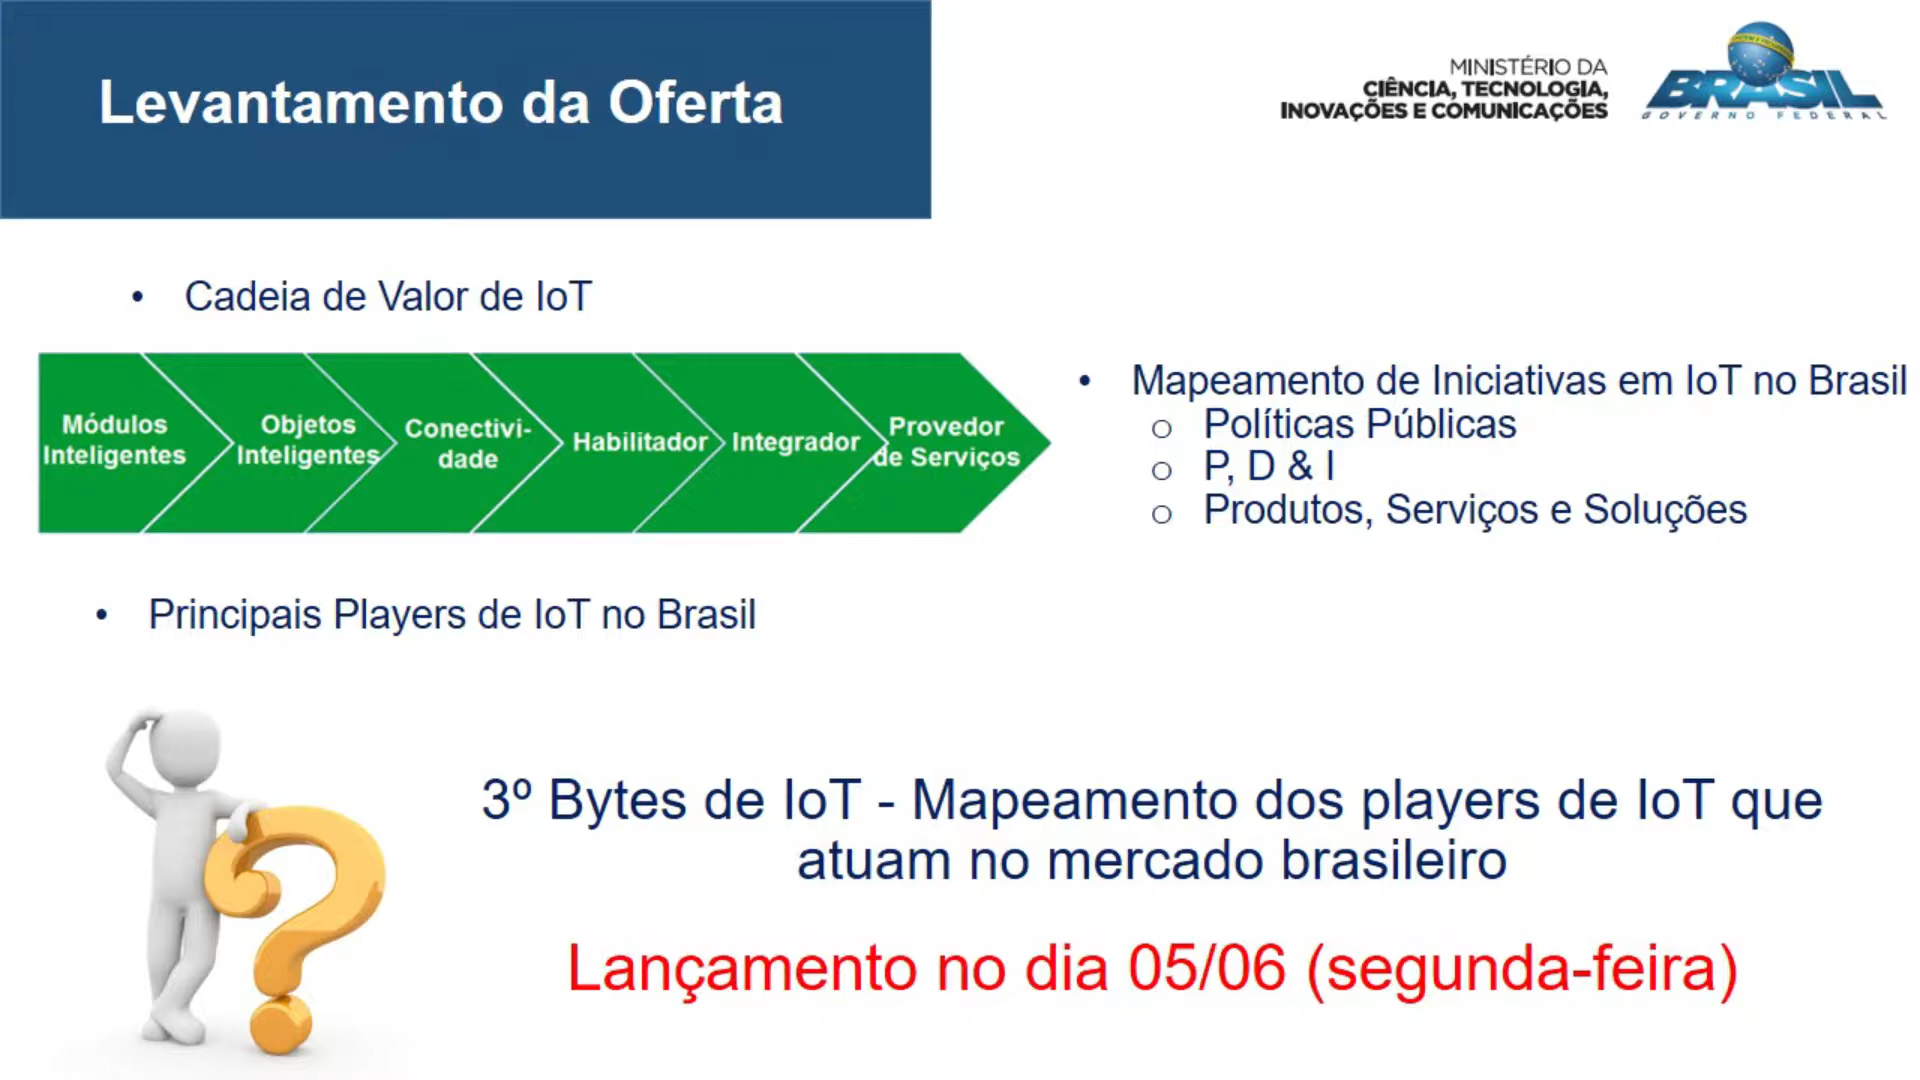 Levantamento da Oferta
MINISTÉRIO DA
CIÊNCIA, TECNOLOGIA,
INOVAÇÕES E COMUNICAÇÕES
BRASIL
GOVERNO FEDERAL
• Cadeia de Valor de IoT
Módulos
Inteligentes
Objetos
Inteligentes
Conectivi-
dade
Habilitador
Integrador
Provedor
de Serviços
• Mapeamento de Iniciativas em IoT no Brasil
o Políticas Públicas
o P, D & I
o Produtos, Serviços e Soluções
• Principais Players de IoT no Brasil
3º Bytes de IoT - Mapeamento dos players de IoT que
atuam no mercado brasileiro
Lançamento no dia 05/06 (segunda-feira)